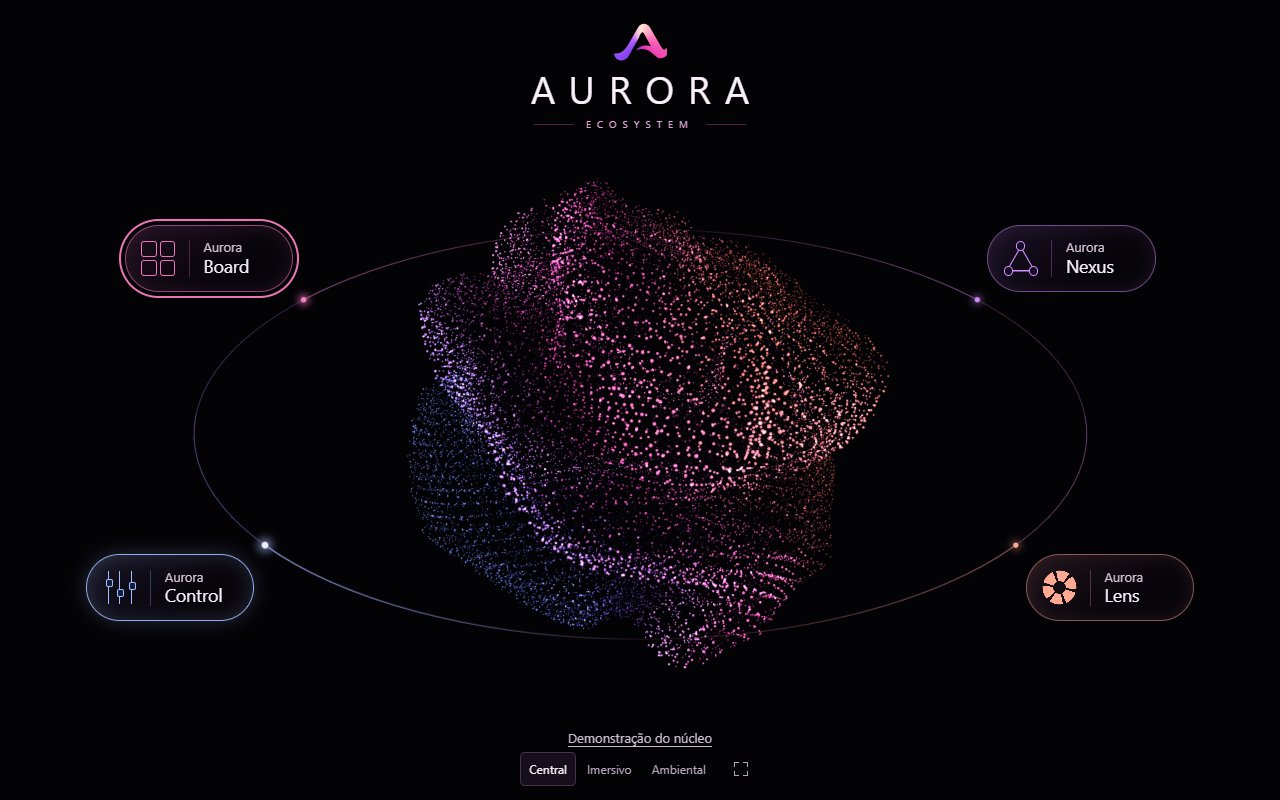 AURORA
ECOSYSTEM
Aurora
Board
Aurora
Nexus
Aurora
Control
Aurora
Lens
Demonstração do núcleo
Central
Imersivo
Ambiental